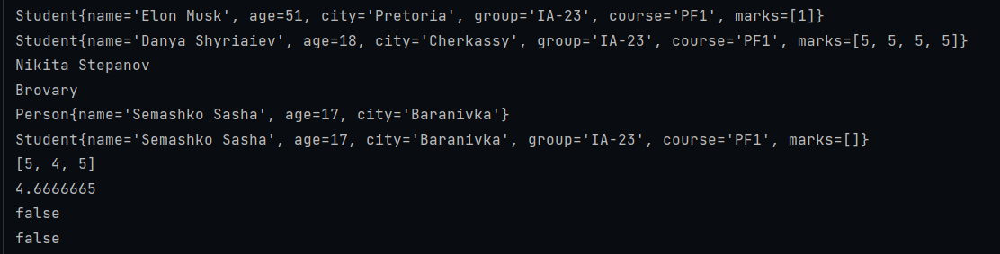 Student{name='Elon Musk', age=51, city='Pretoria', group='IA-23', course='PF1', marks=[1]}
Student{name='Danya Shyriaiev', age=18, city='Cherkassy', group='IA-23', course='PF1', marks=[5, 5, 5, 5]}
Nikita Stepanov
Brovary
Person{name='Semashko Sasha', age=17, city='Baranivka'}
Student{name='Semashko Sasha', age=17, city='Baranivka', group='IA-23', course='PF1', marks=[]}
[5, 4, 5]
4.6666665
false
false